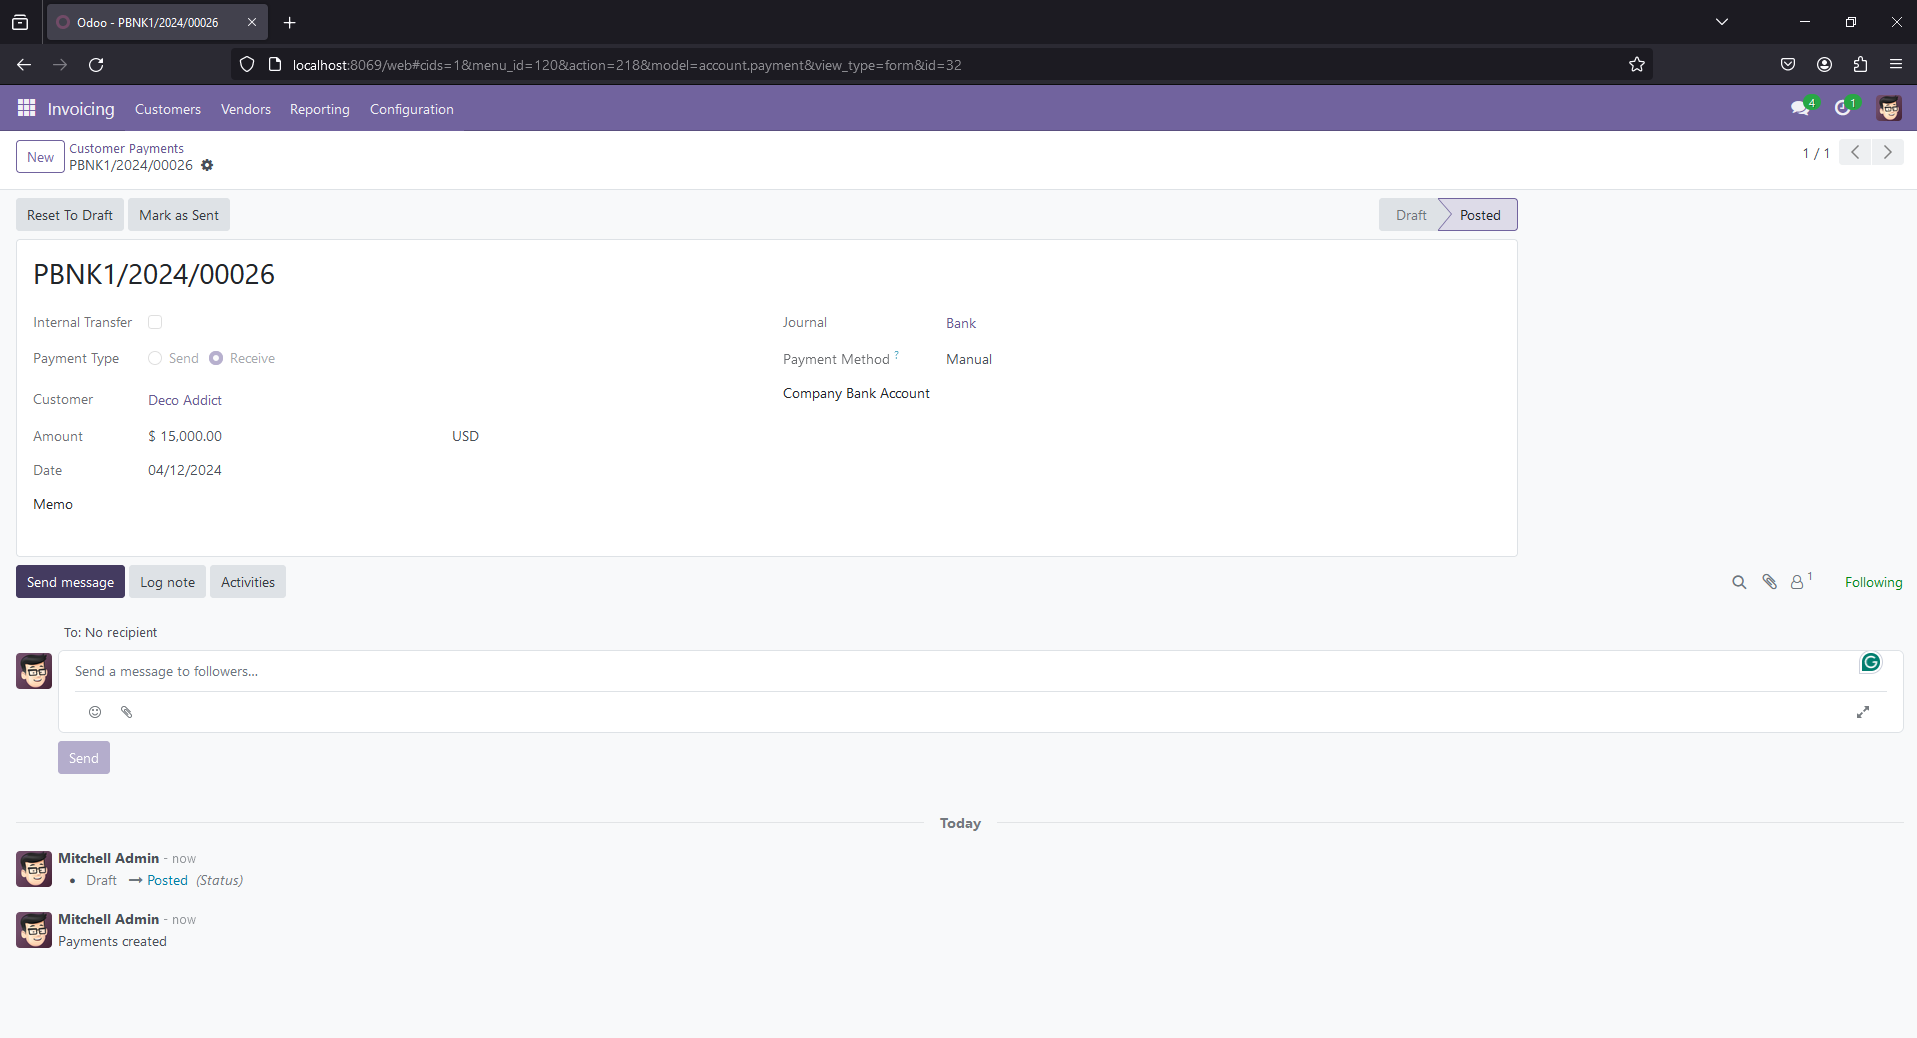 Odoo - PBNK1/2024/00026
localhost:8069/web#cids=1&menu_id=120&action=218&model=account.payment&view_type=form&id=32
Invoicing Customers Vendors Reporting Configuration 4 1
New Customer Payments 1 / 1
PBNK1/2024/00026
Reset To Draft Mark as Sent Draft Posted
PBNK1/2024/00026
Internal Transfer Journal Bank
Payment Type Send Receive Payment Method ? Manual
Company Bank Account
Customer Deco Addict
Amount $ 15,000.00 USD
Date 04/12/2024
Memo
Send message Log note Activities 1 Following
To: No recipient
Send a message to followers...
Send
Today
Mitchell Admin - now
• Draft → Posted (Status)
Mitchell Admin - now
Payments created